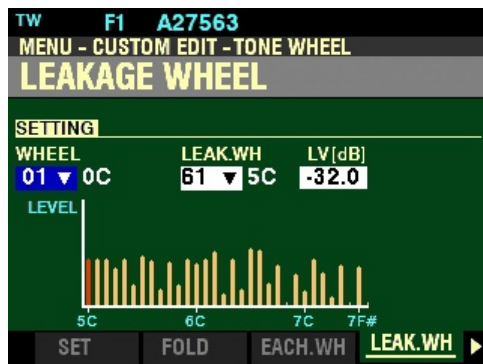 TW F1 A27563
MENU - CUSTOM EDIT - TONE WHEEL
LEAKAGE WHEEL
SETTING
WHEEL LEAK.WH LV[dB]
01 ▼ 0C 61 ▼ 5C -32.0
LEVEL
5C 6C 7C 7F#
SET FOLD EACH.WH LEAK.WH ▶